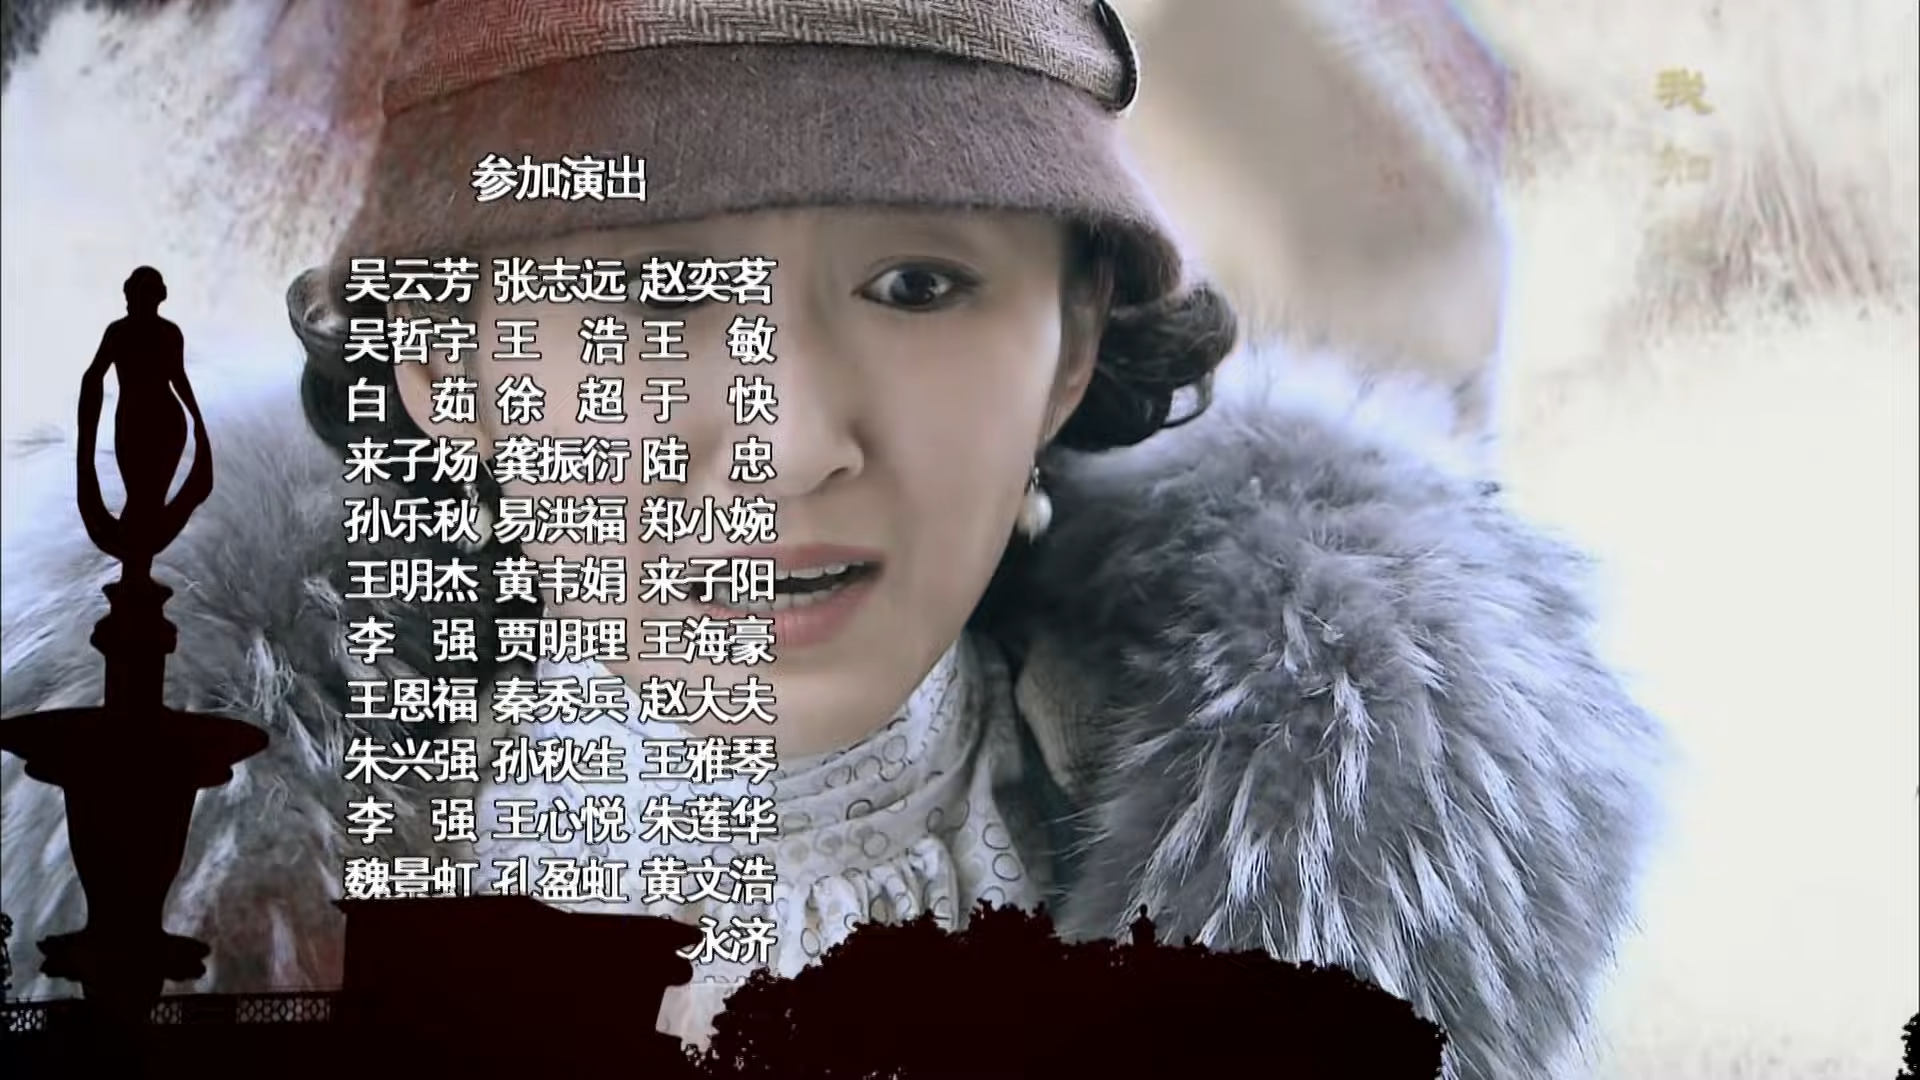 参加演出
吴云芳 张志远 赵奕茗
吴哲宇 王 浩 王 敏
白 茹 徐 超 于 快
来子炀 龚振衍 陆 忠
孙乐秋 易洪福 郑小婉
王明杰 黄韦娟 来子阳
李 强 贾明理 王海豪
王恩福 秦秀兵 赵大夫
朱兴强 孙秋生 王雅琴
李 强 王心悦 朱莲华
魏景虹 孔盈虹 黄文浩
永济
我
如